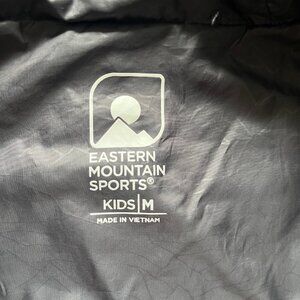 EASTERN
MOUNTAIN
SPORTS®
KIDS|M
MADE IN VIETNAM